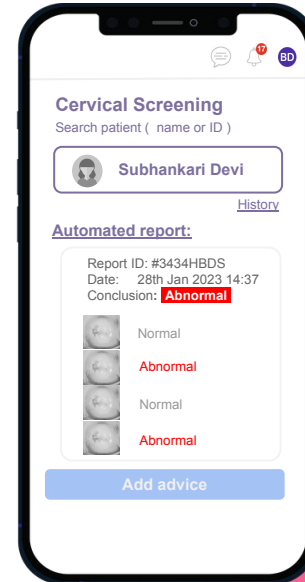 17
BD
Cervical Screening
Search patient ( name or ID )
Subhankari Devi
History
Automated report:
Report ID: #3434HBDS
Date: 28th Jan 2023 14:37
Conclusion: Abnormal
Normal
Abnormal
Normal
Abnormal
Add advice